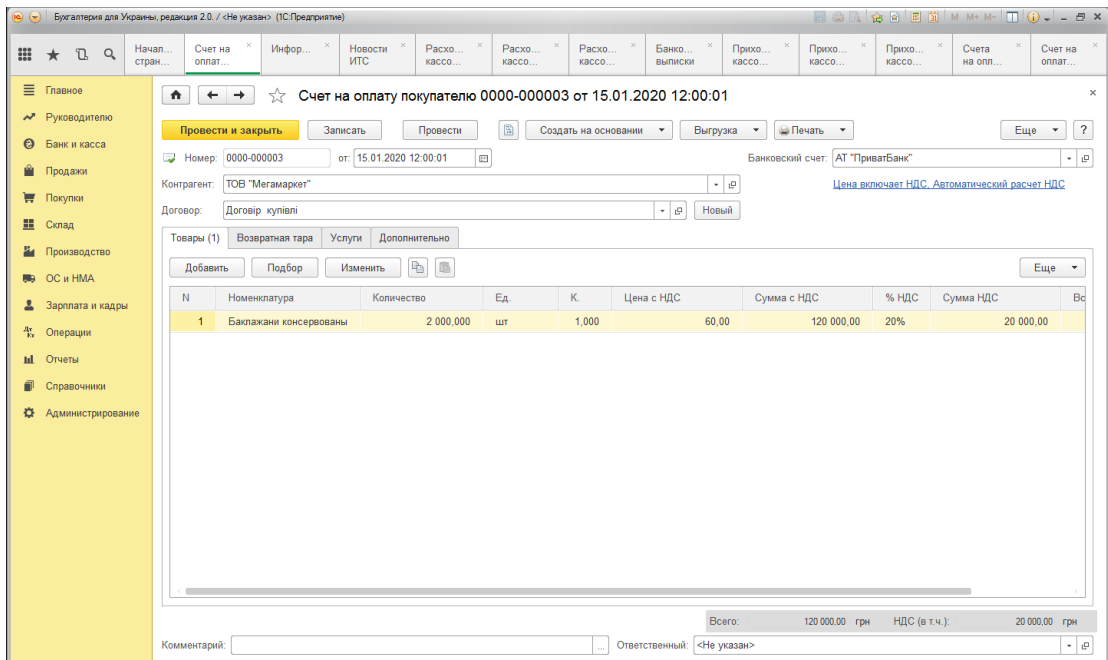 Бухгалтерия для Украины, редакция 2.0. / <Не указан> (1С:Предприятие)
M M+ M-
Начал... стран...
Счет на оплат...
Инфор...
Новости ИТС
Расхо... кассо...
Расхо... кассо...
Расхо... кассо...
Банко... выписки
Прихо... кассо...
Прихо... кассо...
Прихо... кассо...
Счета на опл...
Счет на оплат...
Главное
Руководителю
Банк и касса
Продажи
Покупки
Склад
Производство
ОС и НМА
Зарплата и кадры
Операции
Отчеты
Справочники
Администрирование
Счет на оплату покупателю 0000-000003 от 15.01.2020 12:00:01
Провести и закрыть Записать Провести Создать на основании Выгрузка Печать Еще ?
Номер: 0000-000003 от: 15.01.2020 12:00:01 Банковский счет: АТ "ПриватБанк"
Контрагент: ТОВ "Мегамаркет" Цена включает НДС, Автоматический расчет НДС
Договор: Договір купівлі Новый
Товары (1) Возвратная тара Услуги Дополнительно
Добавить Подбор Изменить Еще
N Номенклатура Количество Ед. К. Цена с НДС Сумма с НДС % НДС Сумма НДС Вс
1 Баклажани консервованы 2 000,000 шт 1,000 60,00 120 000,00 20% 20 000,00
Всего: 120 000,00 грн НДС (в т.ч.): 20 000,00 грн
Комментарий: ... Ответственный: <Не указан>